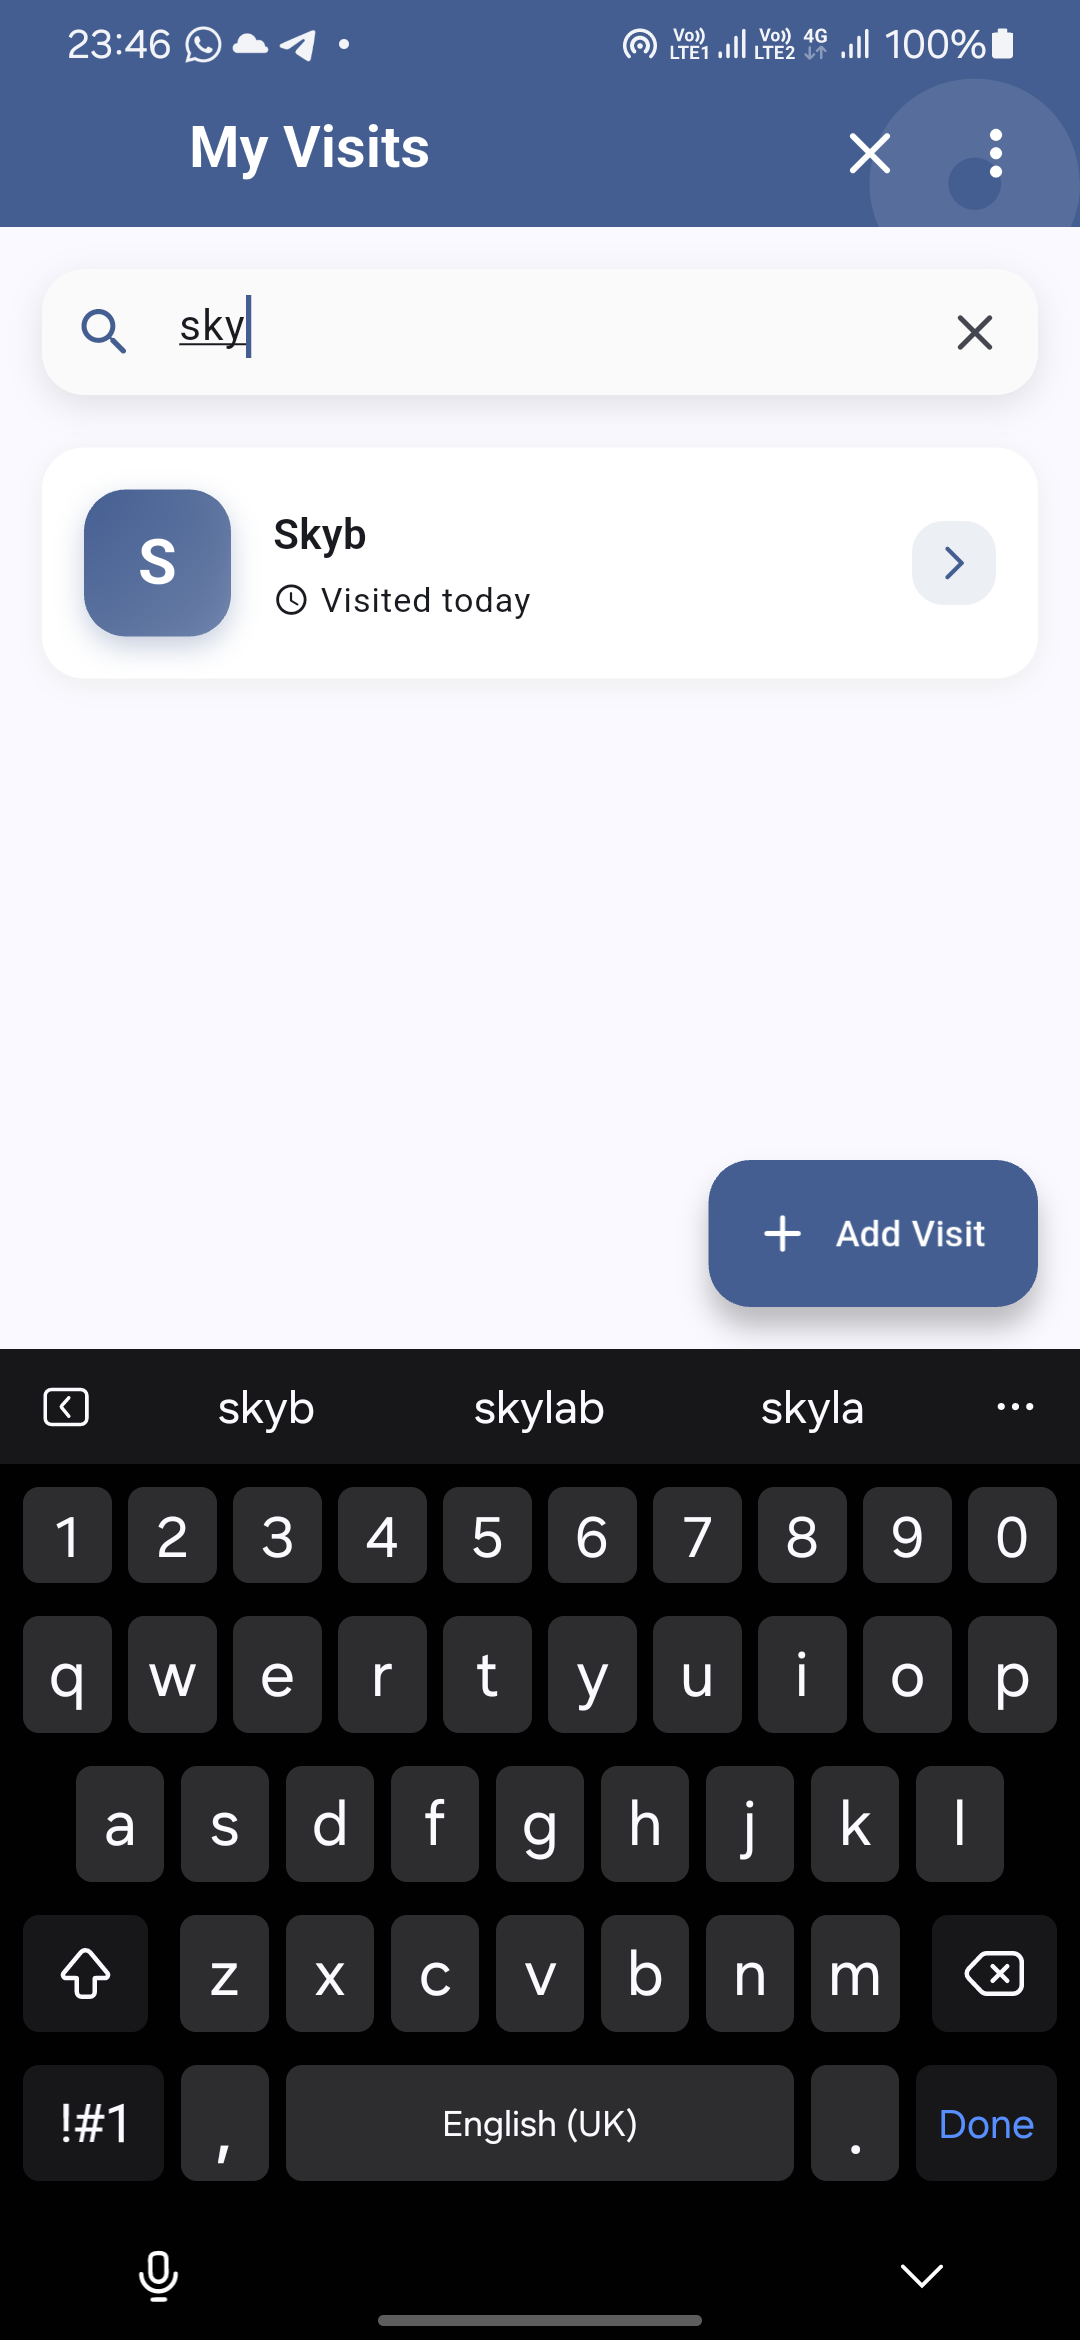 23:46 Vo)) LTE1 Vo)) LTE2 4G 100%
My Visits
sky
S
Skyb
Visited today
+ Add Visit
skyb skylab skyla ...
1 2 3 4 5 6 7 8 9 0
q w e r t y u i o p
a s d f g h j k l
z x c v b n m
!#1 , English (UK) . Done